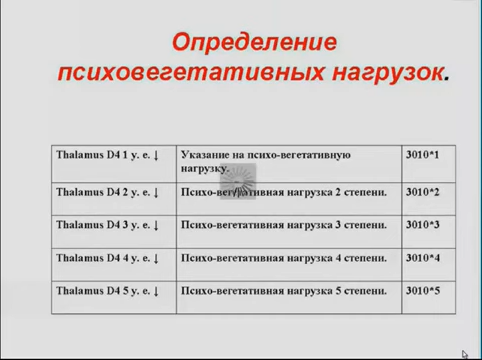 Определение
психовегетативных нагрузок.
Thalamus D4 1 у. е. ↓ Указание на психо-вегетативную 3010*1
нагрузку.
Thalamus D4 2 у. е. ↓ Психо-вегетативная нагрузка 2 степени. 3010*2
Thalamus D4 3 у. е. ↓ Психо-вегетативная нагрузка 3 степени. 3010*3
Thalamus D4 4 у. е. ↓ Психо-вегетативная нагрузка 4 степени. 3010*4
Thalamus D4 5 у. е. ↓ Психо-вегетативная нагрузка 5 степени. 3010*5